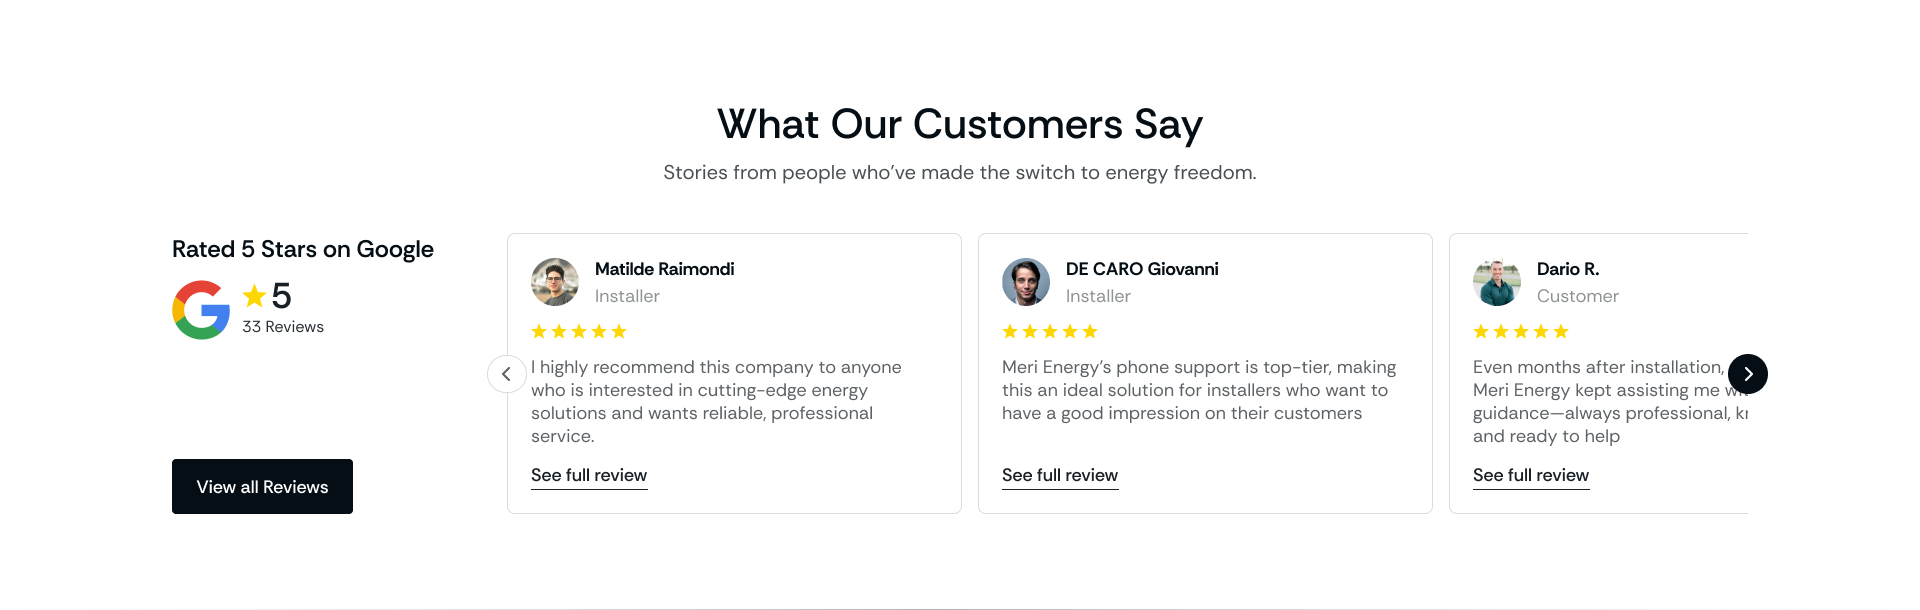 What Our Customers Say
Stories from people who've made the switch to energy freedom.
Rated 5 Stars on Google
5
33 Reviews
View all Reviews
Matilde Raimondi
Installer
I highly recommend this company to anyone
who is interested in cutting-edge energy
solutions and wants reliable, professional
service.
See full review
DE CARO Giovanni
Installer
Meri Energy's phone support is top-tier, making
this an ideal solution for installers who want to
have a good impression on their customers
See full review
Dario R.
Customer
Even months after installation,
Meri Energy kept assisting me
guidance—always professional,
and ready to help
See full review